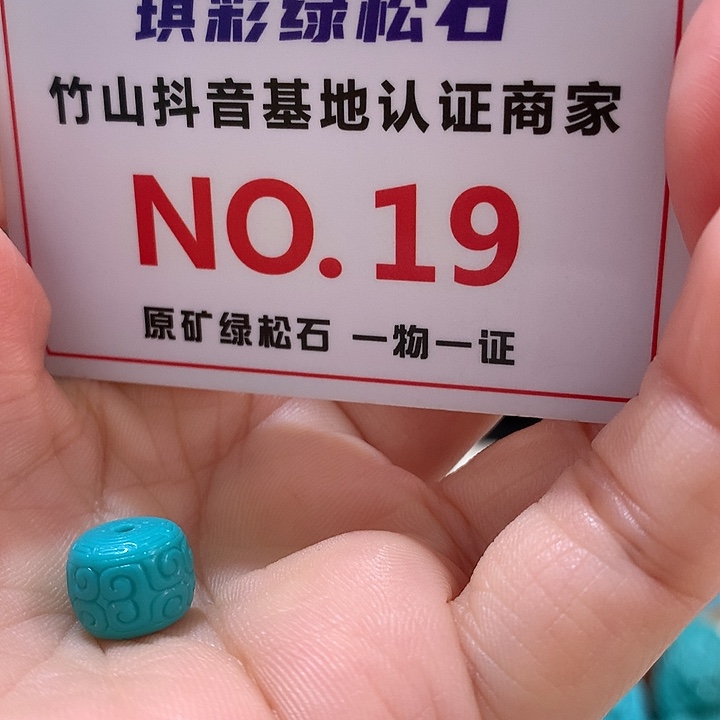 琪彩绿松石
竹山抖音基地认证商家
NO.19
原矿绿松石 一物一证